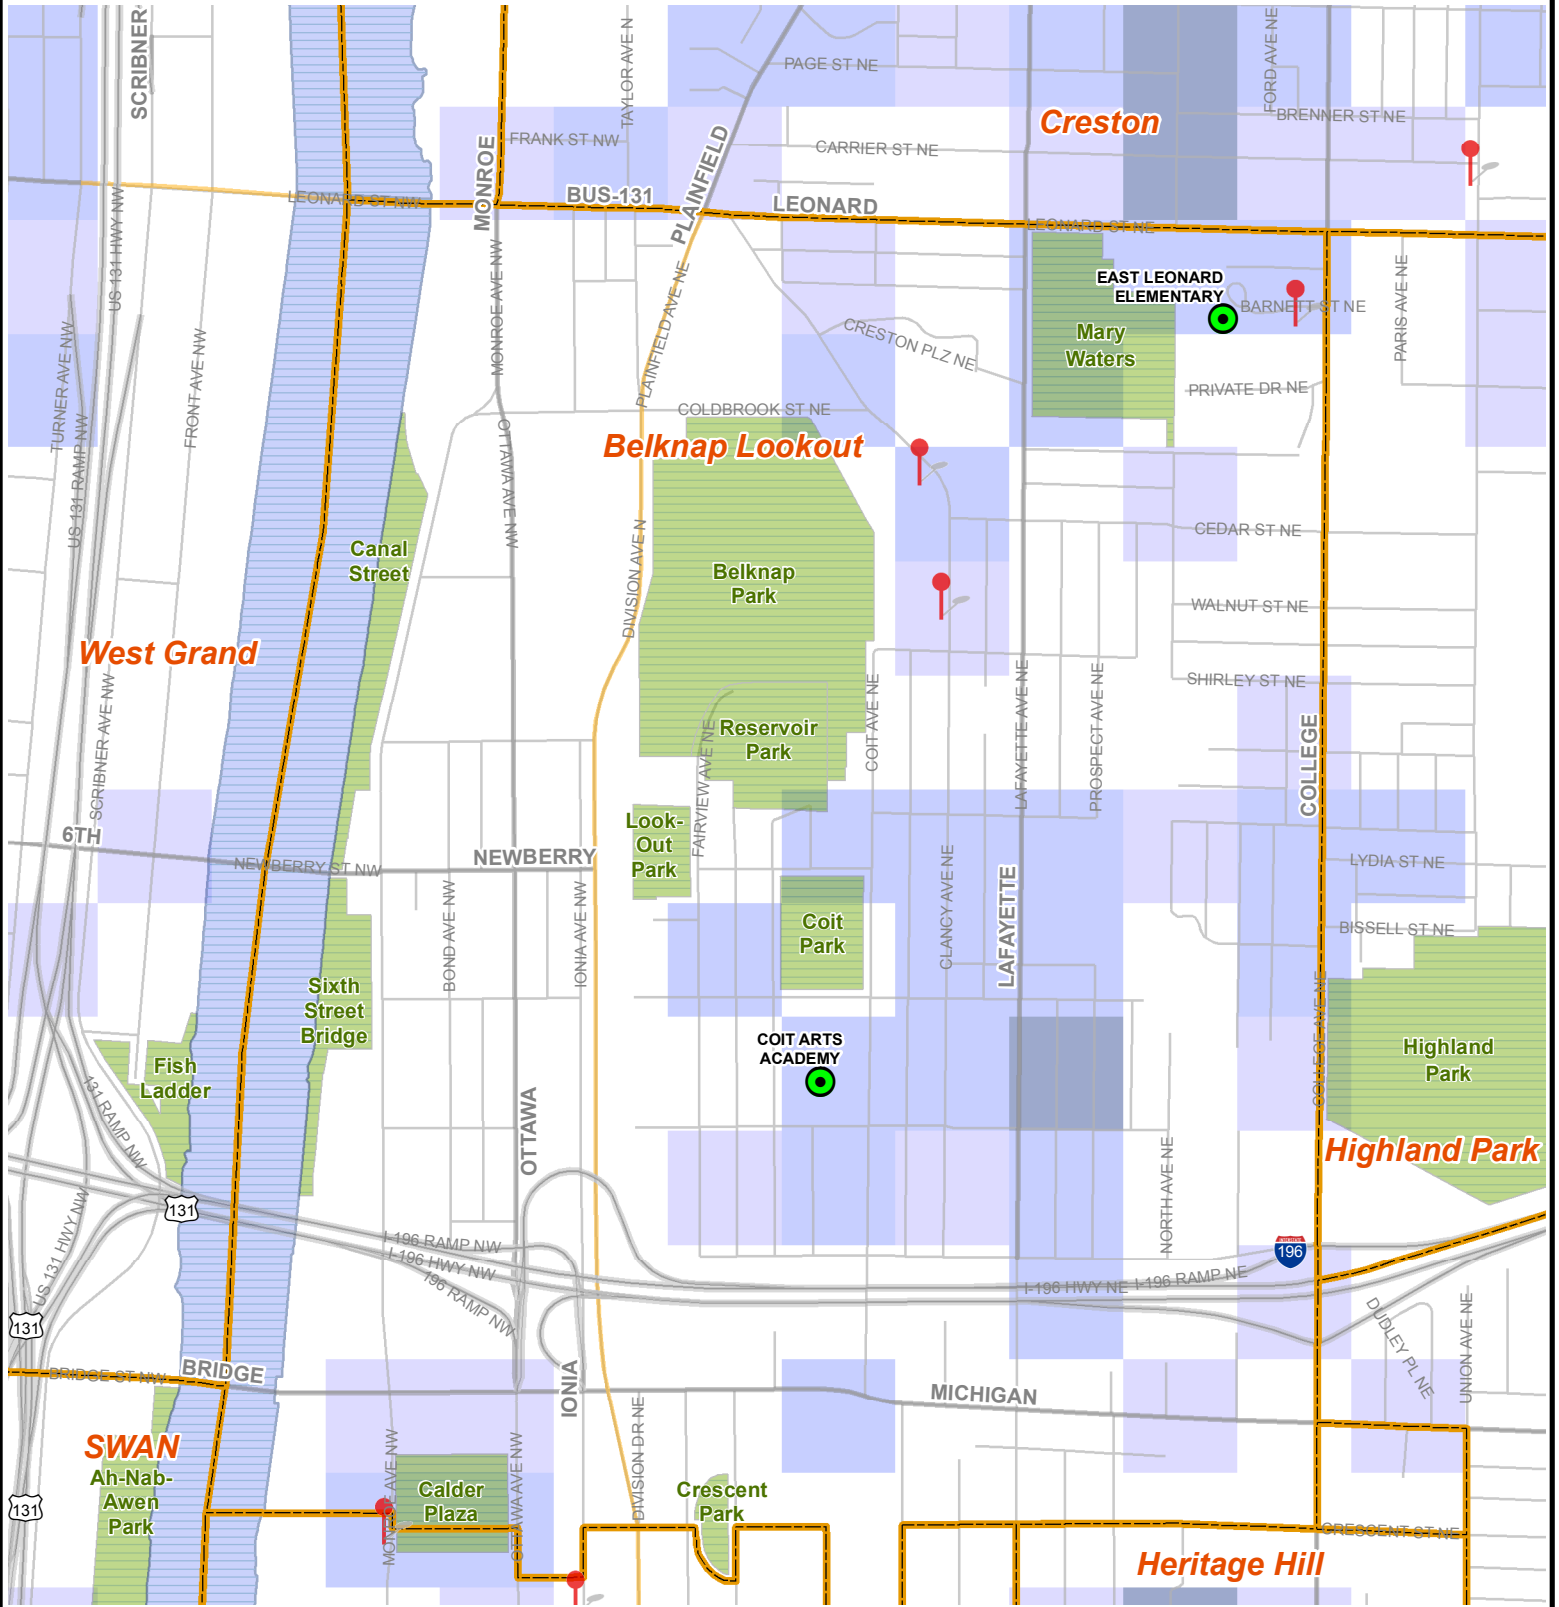 SCRIBNER
TAYLOR AVE N
PAGE ST NE
FORD AVE NE
BRENNER ST NE
Creston
FRANK ST NW
CARRIER ST NE
PLAINFIELD
MONROE
US 131 HWY NW
LEONARD ST NW
BUS-131
LEONARD
LEONARD ST NE
EAST LEONARD
ELEMENTARY
BARNETT ST NE
PARIS AVE NE
MONROE AVE NW
PLAINFIELD AVE NE
CRESTON PLZ NE
Mary
Waters
TURNER AVE NW
FRONT AVE NW
PRIVATE DR NE
COLDBROOK ST NE
Belknap Lookout
US 131 RAMP NW
OTTAWA AVE NW
CEDAR ST NE
Canal
Street
DIVISION AVE N
Belknap
Park
WALNUT ST NE
West Grand
SHIRLEY ST NE
SCRIBNER AVE NW
Reservoir
Park
COIT AVE NE
LAFAYETTE AVE NE
PROSPECT AVE NE
COLLEGE
FAIRVIEW AVE NE
6TH
Look-
Out
Park
NEWBERRY ST NW
NEWBERRY
LYDIA ST NE
BOND AVE NW
IONIA AVE NW
CLANCY AVE NE
LAFAYETTE
Coit
Park
BISSELL ST NE
Sixth
Street
Bridge
COLLEGE AVE NE
Highland
Park
COIT ARTS
ACADEMY
Fish
Ladder
131 RAMP NW
OTTAWA
NORTH AVE NE
Highland Park
131
US 131 HWY NW
I-196 RAMP NW
I-196 HWY NW
196 RAMP NW
INTERSTATE
196
I-196 HWY NE
I-196 RAMP NE
131
DUDLEY PL NE
UNION AVE NE
BRIDGE ST NW
BRIDGE
IONIA
MICHIGAN
SWAN
Ah-Nab-
Awen
Park
131
MONROE AVE NW
Calder
Plaza
OTTAWA AVE NW
DIVISION DR NE
Crescent
Park
CRESCENT ST NE
Heritage Hill